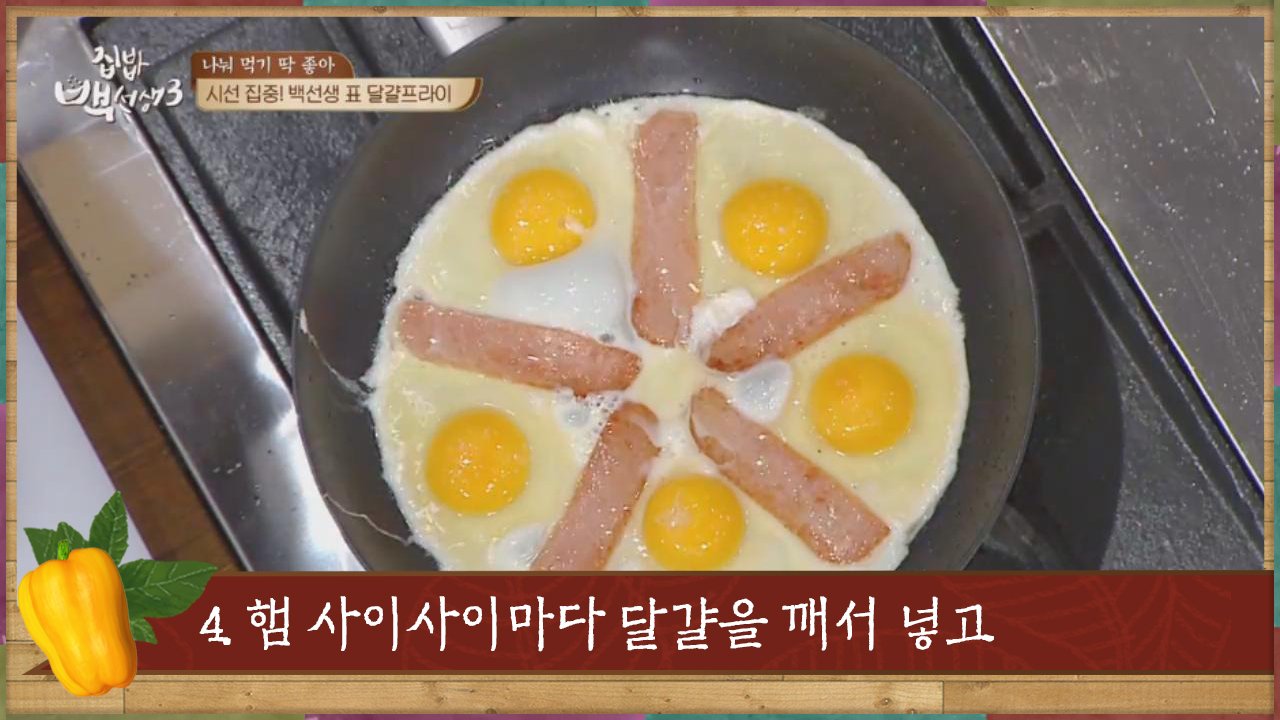 집밥
백선생3
나눠 먹기 딱 좋아
시선 집중! 백선생 표 달걀프라이
4. 햄 사이사이마다 달걀을 깨서 넣고